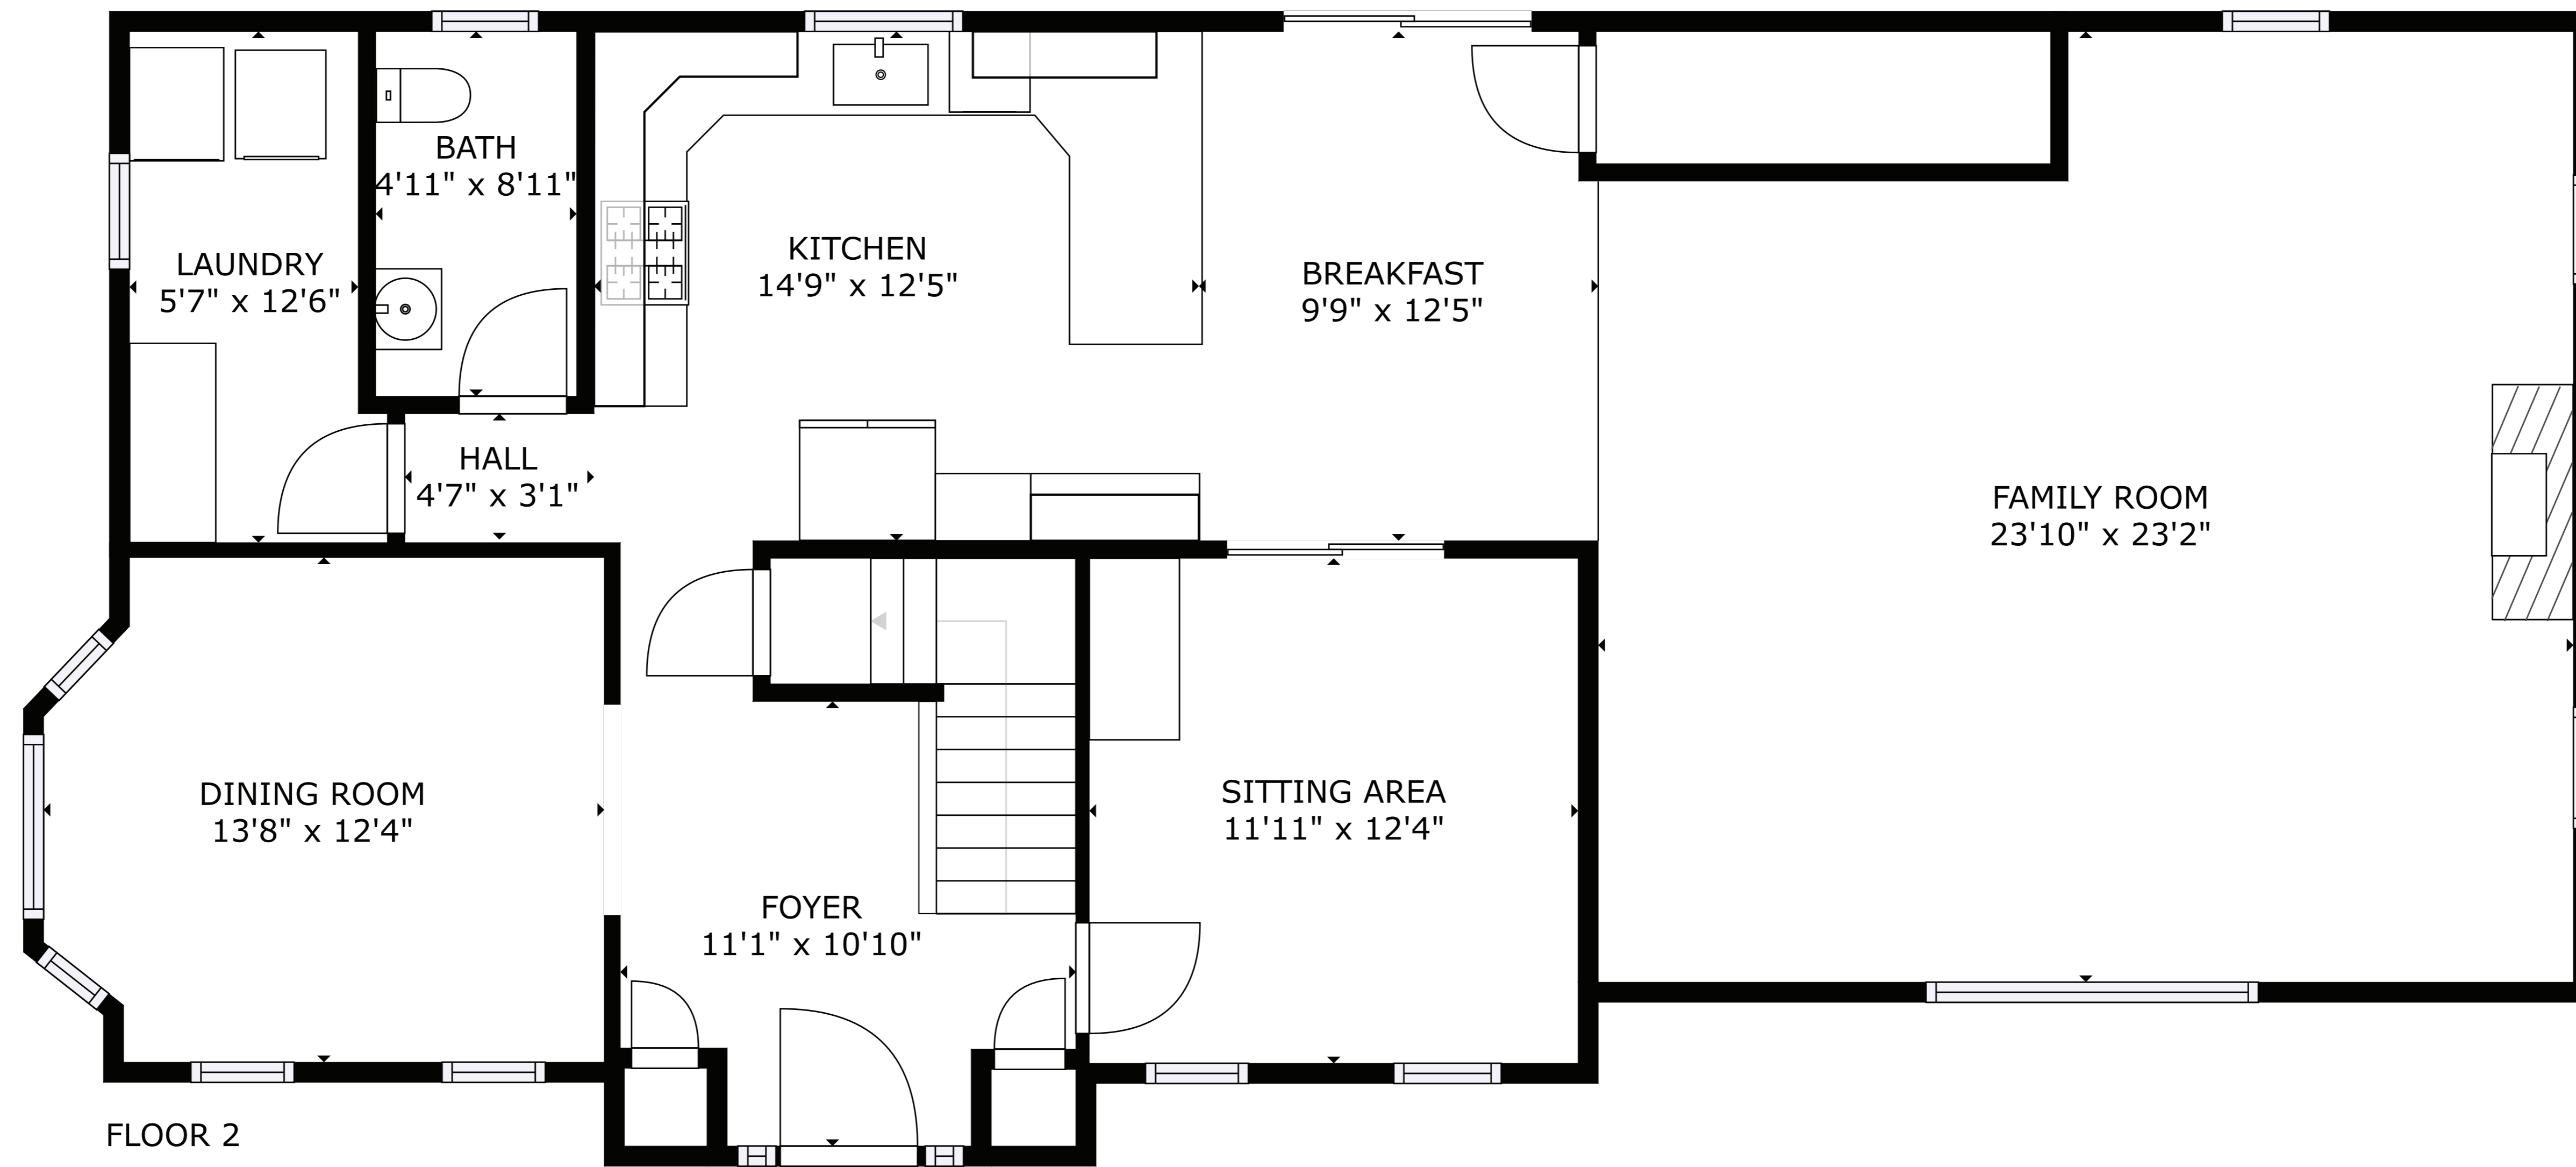 BATH
4'11" x 8'11"
LAUNDRY
5'7" x 12'6"
KITCHEN
14'9" x 12'5"
BREAKFAST
9'9" x 12'5"
HALL
4'7" x 3'1"
FAMILY ROOM
23'10" x 23'2"
DINING ROOM
13'8" x 12'4"
SITTING AREA
11'11" x 12'4"
FOYER
11'1" x 10'10"
FLOOR 2